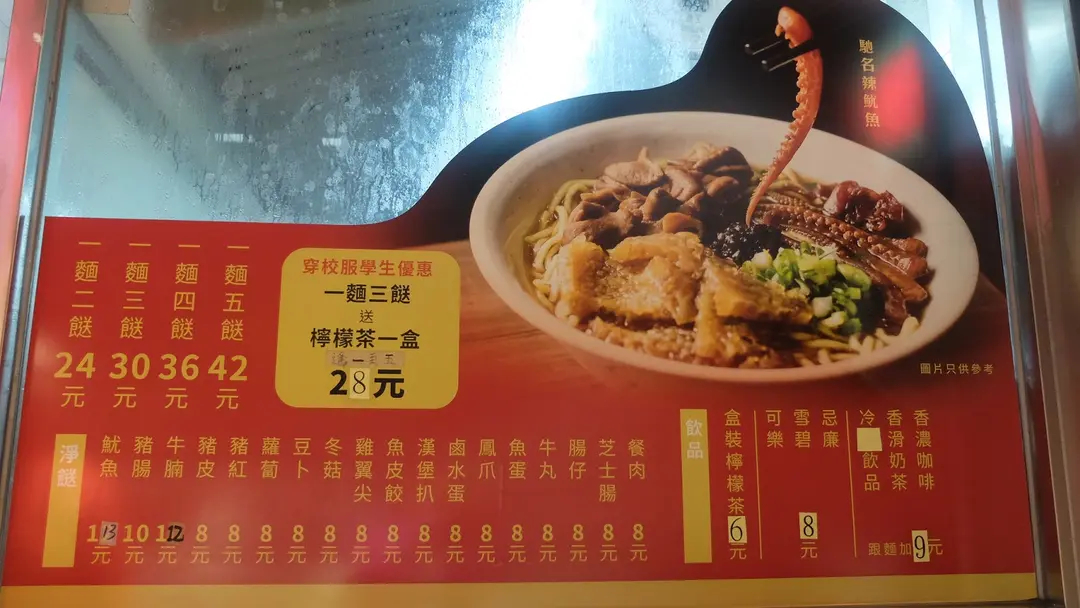 馳名辣魷魚
一麵二餸
24元
一麵三餸
30元
一麵四餸
36元
一麵五餸
42元
穿校服學生優惠
一麵三餸
送
檸檬茶一盒
28元
圖片只供參考
淨餸
魷魚
13元
豬腸
10元
牛腩
12元
豬皮
8元
豬紅
8元
蘿蔔
8元
豆卜
8元
冬菇
8元
雞翼尖
8元
魚皮餃
8元
漢堡扒
8元
鹵水蛋
8元
鳳爪
8元
魚蛋
8元
牛丸
8元
腸仔
8元
芝士腸
8元
餐肉
8元
飲品
盒裝檸檬茶
6元
可樂
雪碧
忌廉
8元
冷飲品
香滑奶茶
香濃咖啡
跟麵加9元